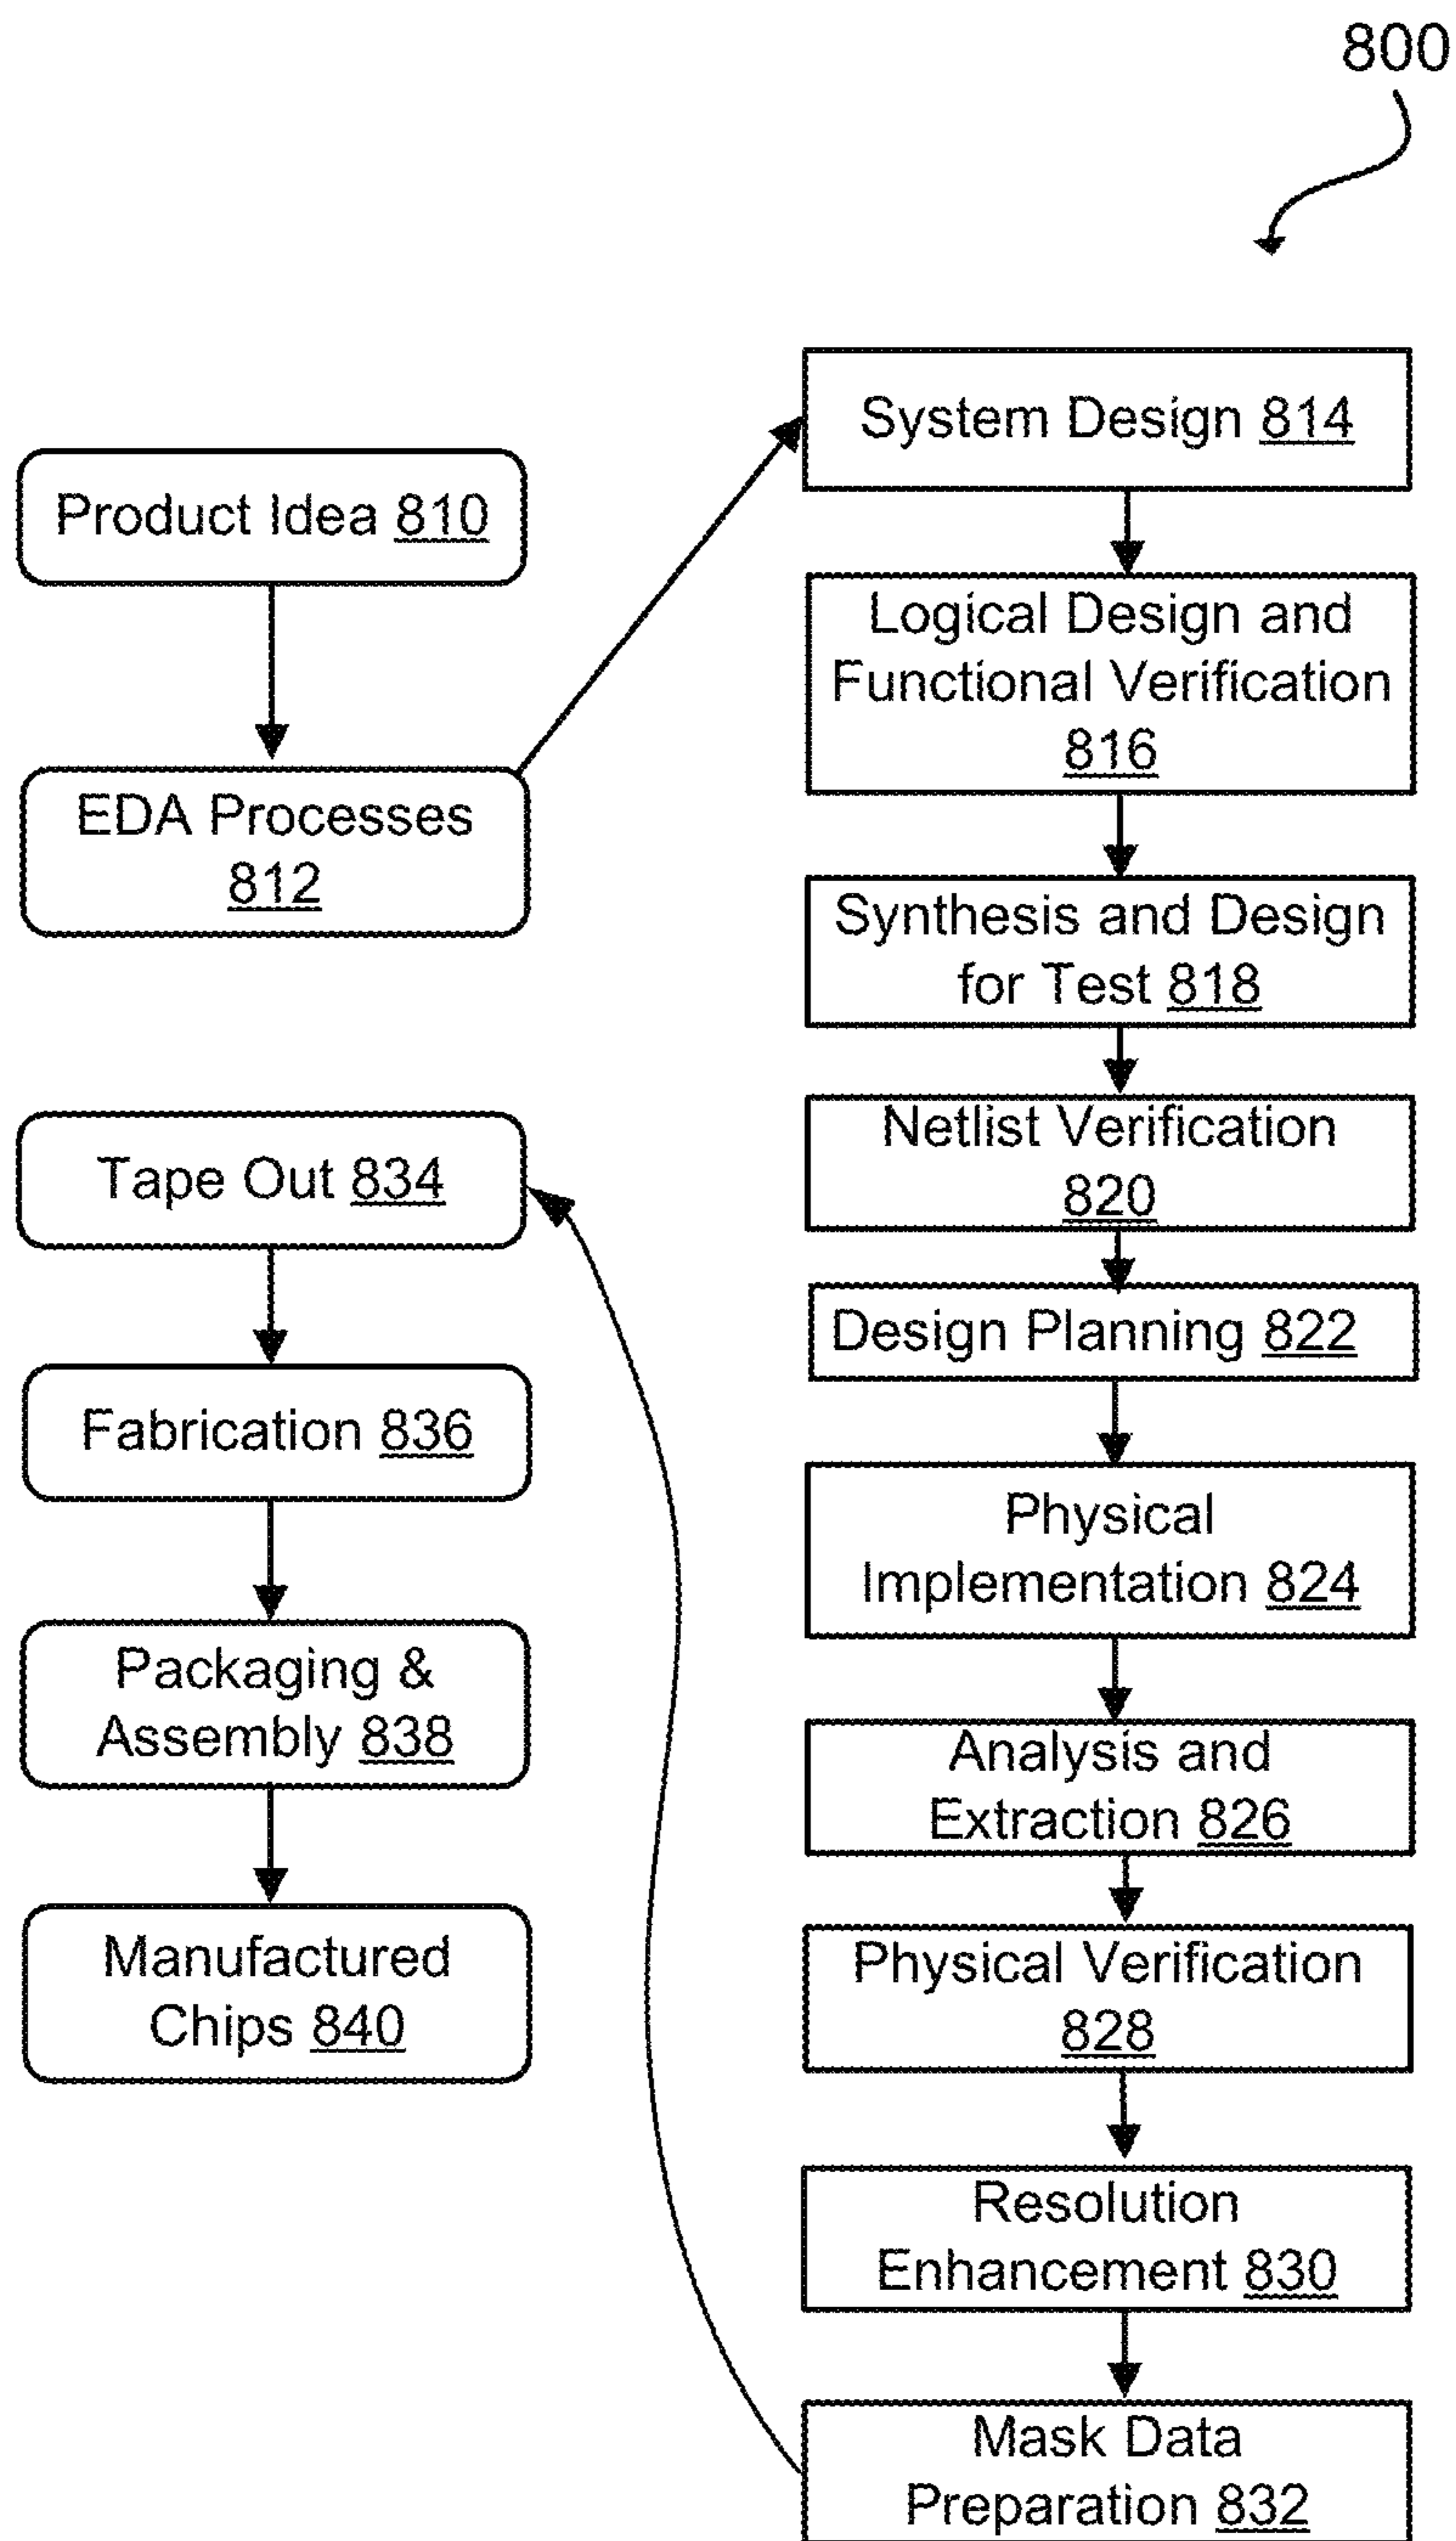 800
Product Idea 810
EDA Processes
812
System Design 814
Logical Design and
Functional Verification
816
Synthesis and Design
for Test 818
Netlist Verification
820
Design Planning 822
Physical
Implementation 824
Analysis and
Extraction 826
Physical Verification
828
Resolution
Enhancement 830
Mask Data
Preparation 832
Tape Out 834
Fabrication 836
Packaging &
Assembly 838
Manufactured
Chips 840